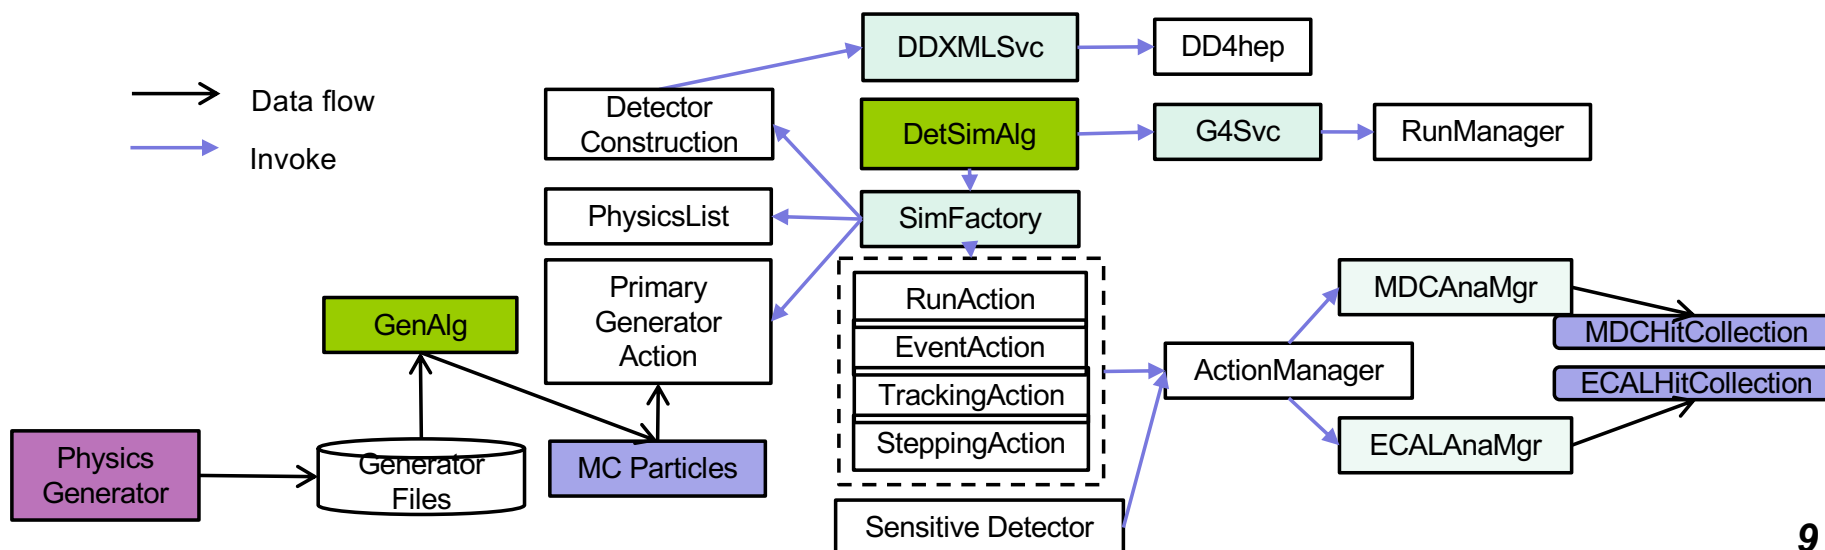 Data flow
Invoke
DDXMLSvc
DD4hep
Detector
Construction
DetSimAlg
G4Svc
RunManager
PhysicsList
SimFactory
Primary
Generator
Action
GenAlg
RunAction
EventAction
TrackingAction
SteppingAction
MDCAnaMgr
MDCHitCollection
ActionManager
ECALHitCollection
ECALAnaMgr
Physics
Generator
Generator
Files
MC Particles
Sensitive Detector
9